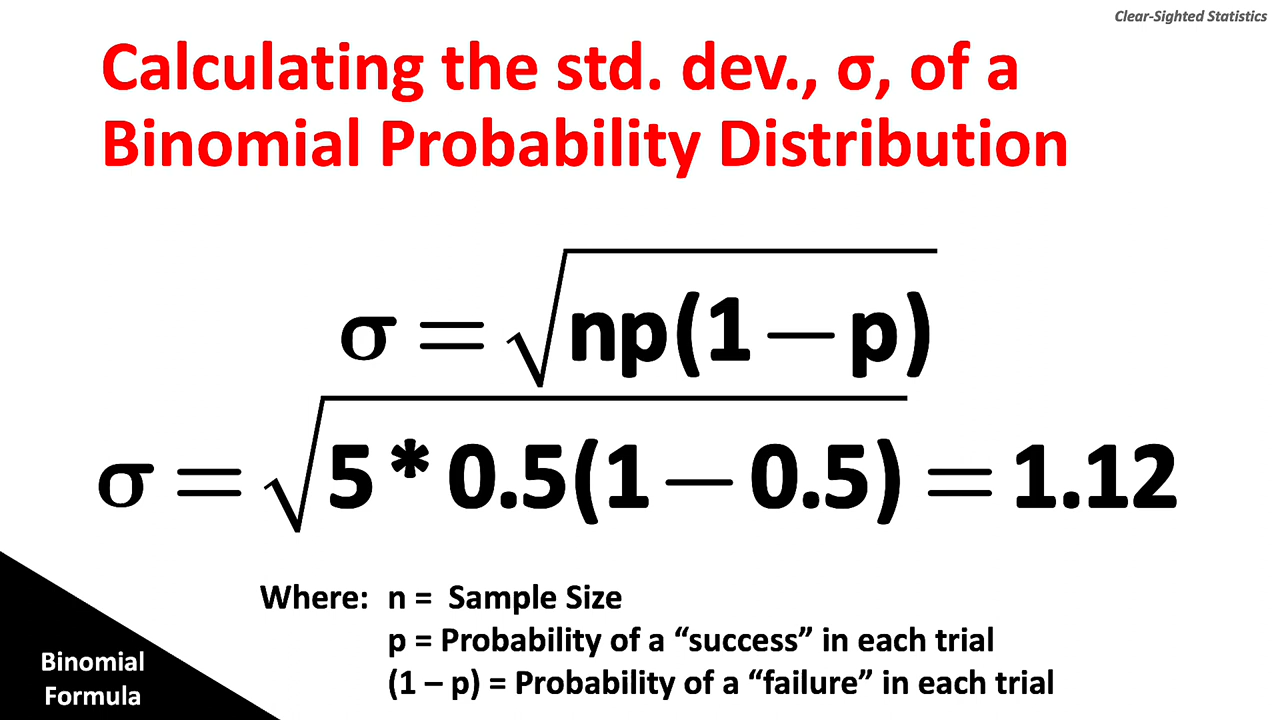 Clear-Sighted Statistics
Calculating the std. dev., σ, of a
Binomial Probability Distribution
σ = √np(1 – p)
σ = √5 * 0.5(1 – 0.5) = 1.12
Where: n = Sample Size
p = Probability of a “success” in each trial
(1 – p) = Probability of a “failure” in each trial
Binomial
Formula